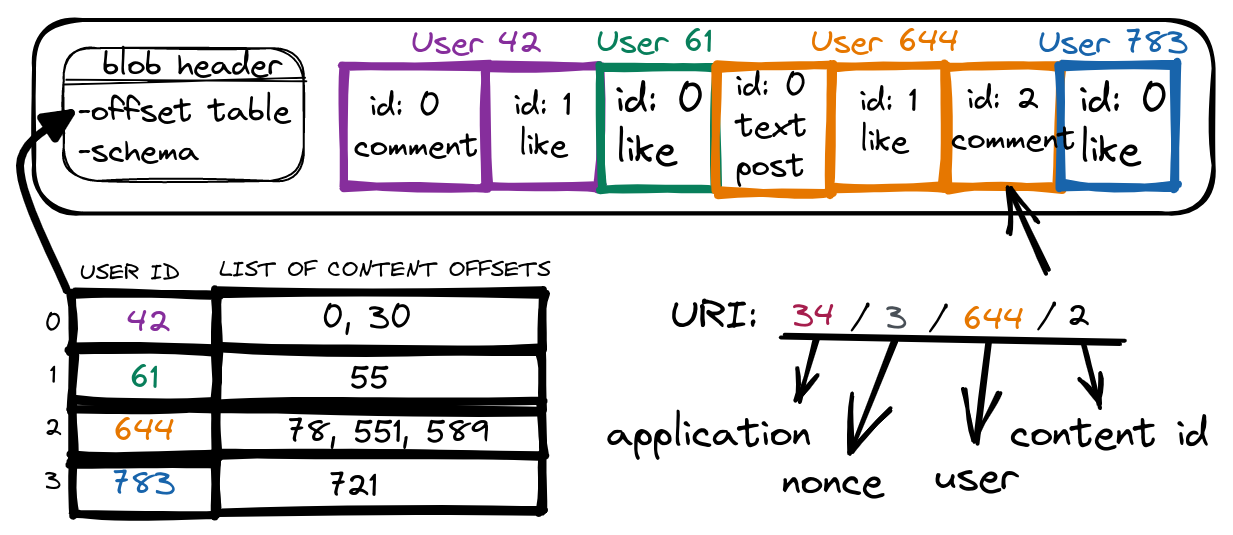 User 42
User 61
User 644
User 783
blob header
-offset table
-schema
id: 0
comment
id: 1
like
id: 0
like
id: 0
text
post
id: 1
like
id: 2
comment
id: 0
like
USER ID
LIST OF CONTENT OFFSETS
0
42
0, 30
1
61
55
2
644
78, 551, 589
3
783
721
URI: 34 / 3 / 644 / 2
application
nonce
user
content id